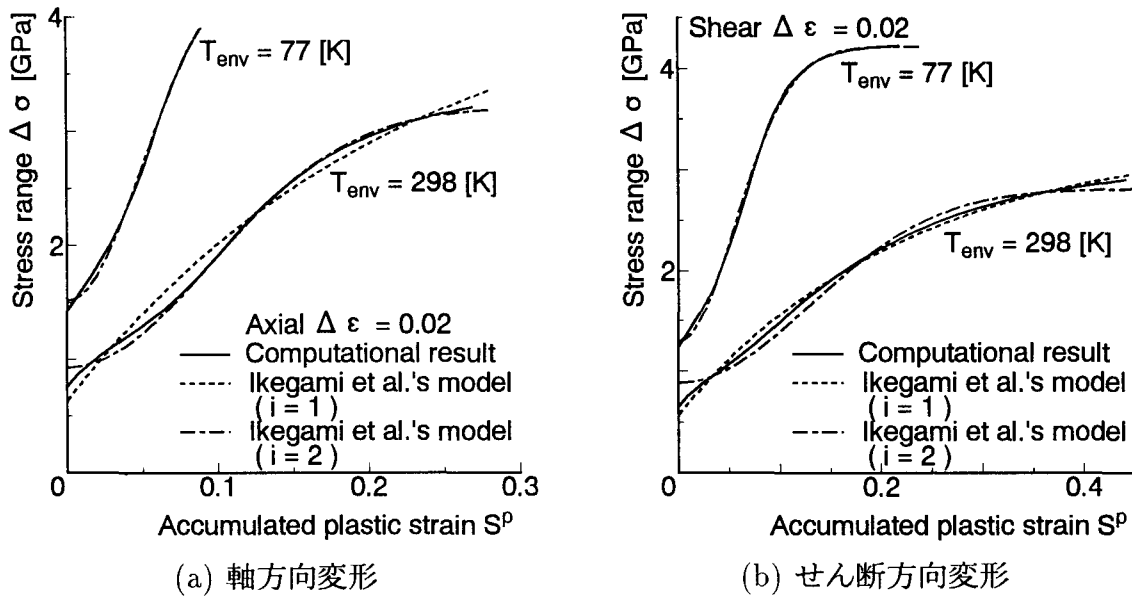 4
2
0
0.1
0.2
0.3
Stress range Δ σ [GPa]
Accumulated plastic strain Sᵖ
T_env = 77 [K]
T_env = 298 [K]
Axial Δ ε = 0.02
Computational result
Ikegami et al.'s model
( i = 1 )
Ikegami et al.'s model
( i = 2 )
(a) 軸方向変形
4
2
0
0.2
0.4
Stress range Δ σ [GPa]
Accumulated plastic strain Sᵖ
Shear Δ ε = 0.02
T_env = 77 [K]
T_env = 298 [K]
Computational result
Ikegami et al.'s model
( i = 1 )
Ikegami et al.'s model
( i = 2 )
(b) せん断方向変形